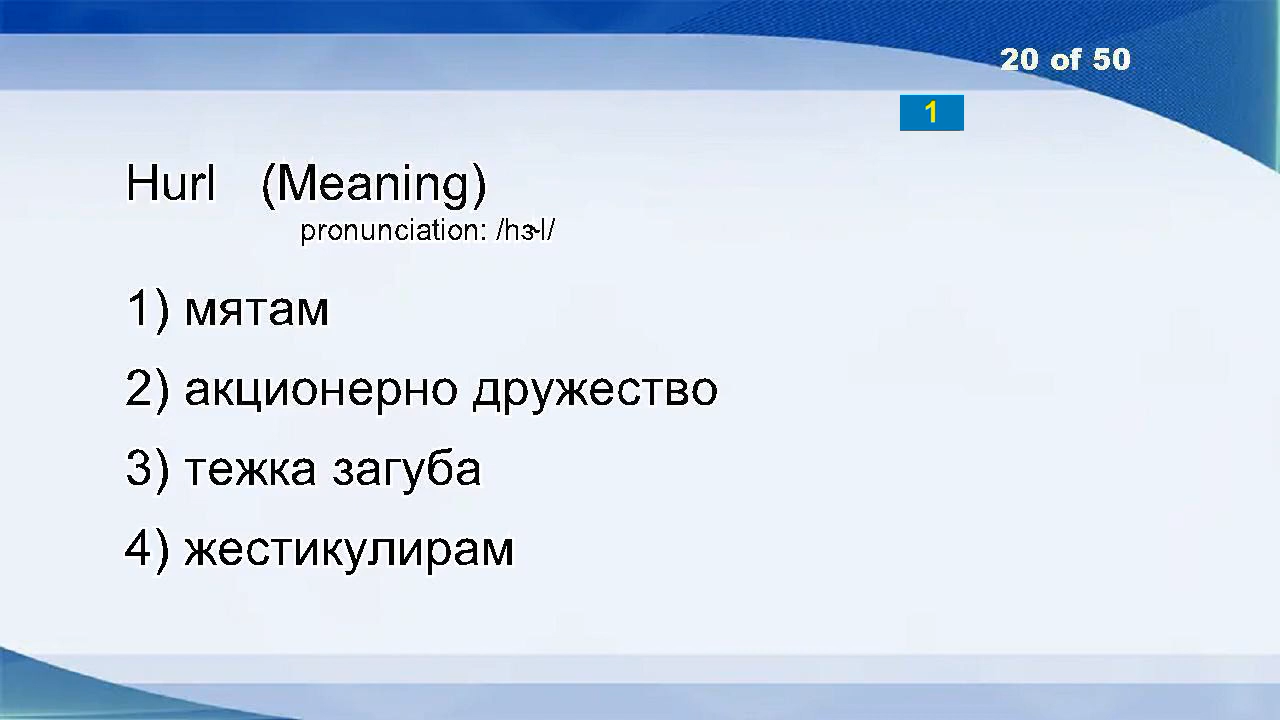 20 of 50
1
Hurl (Meaning)
pronunciation: /hɝl/
1) мятам
2) акционерно дружество
3) тежка загуба
4) жестикулирам